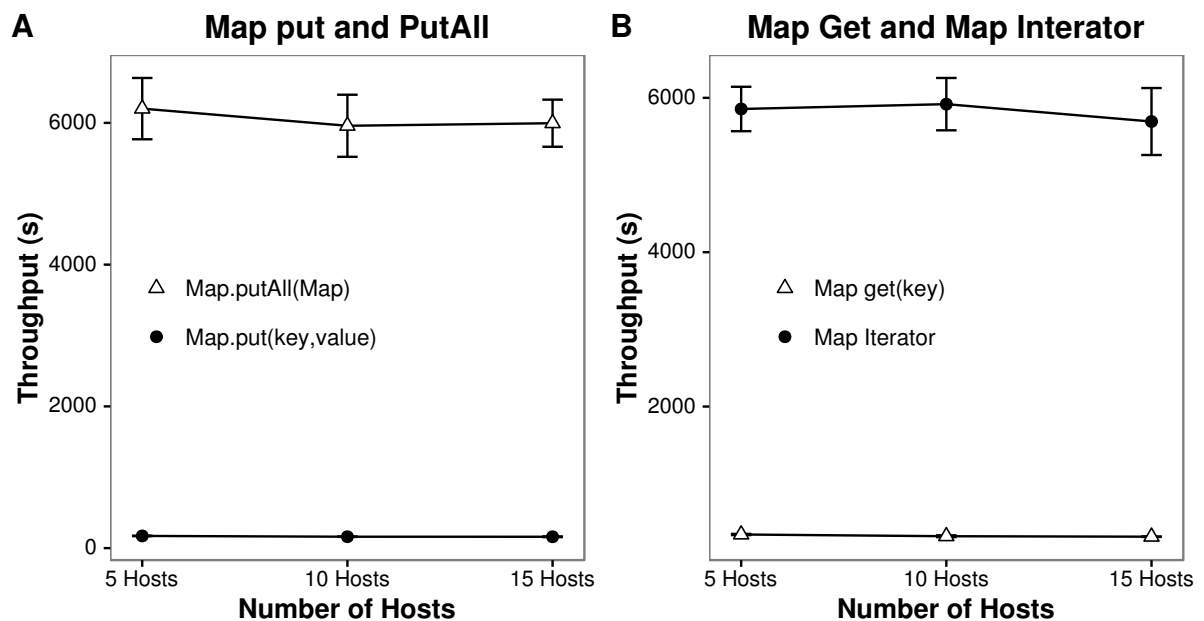 A
Map put and PutAll
Throughput (s)
6000
4000
2000
0
Map.putAll(Map)
Map.put(key,value)
5 Hosts
10 Hosts
15 Hosts
Number of Hosts
B
Map Get and Map Interator
Throughput (s)
6000
4000
2000
Map get(key)
Map Iterator
5 Hosts
10 Hosts
15 Hosts
Number of Hosts